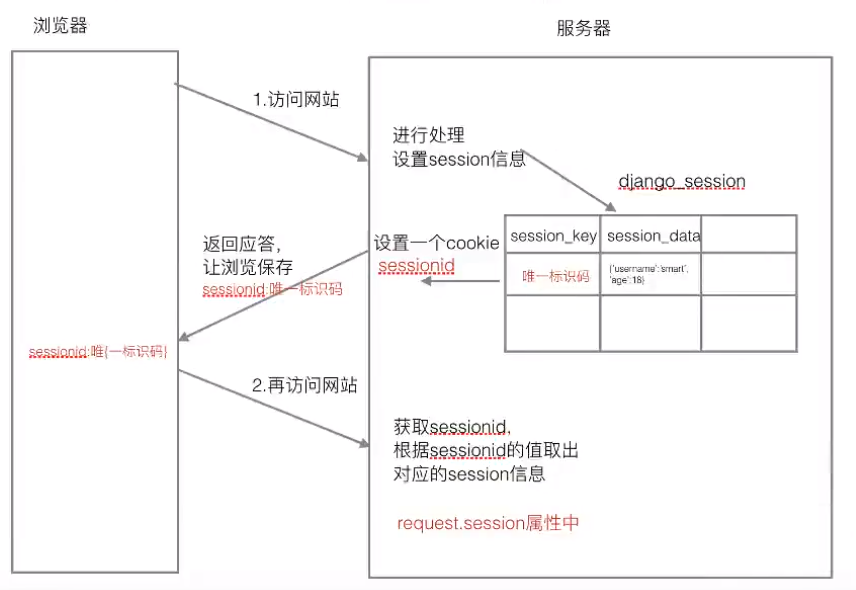 浏览器
服务器
1.访问网站
进行处理
设置session信息
django_session
session_key
session_data
唯一标识码
{'username':'smart',
'age':18}
设置一个cookie
sessionid
返回应答，
让浏览保存
sessionid:唯一标识码
sessionid:唯{一标识码}
2.再访问网站
获取sessionid,
根据sessionid的值取出
对应的session信息
request.session属性中